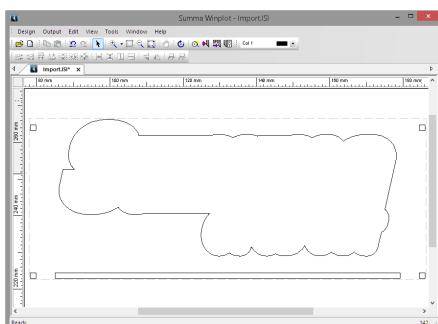 Summa Winplot - Import.ISI
Design Output Edit View Tools Window Help
Col 1
Import.ISI* ×
80 mm 100 mm 120 mm 140 mm 160 mm 180 mm
260 mm
240 mm
220 mm
Ready